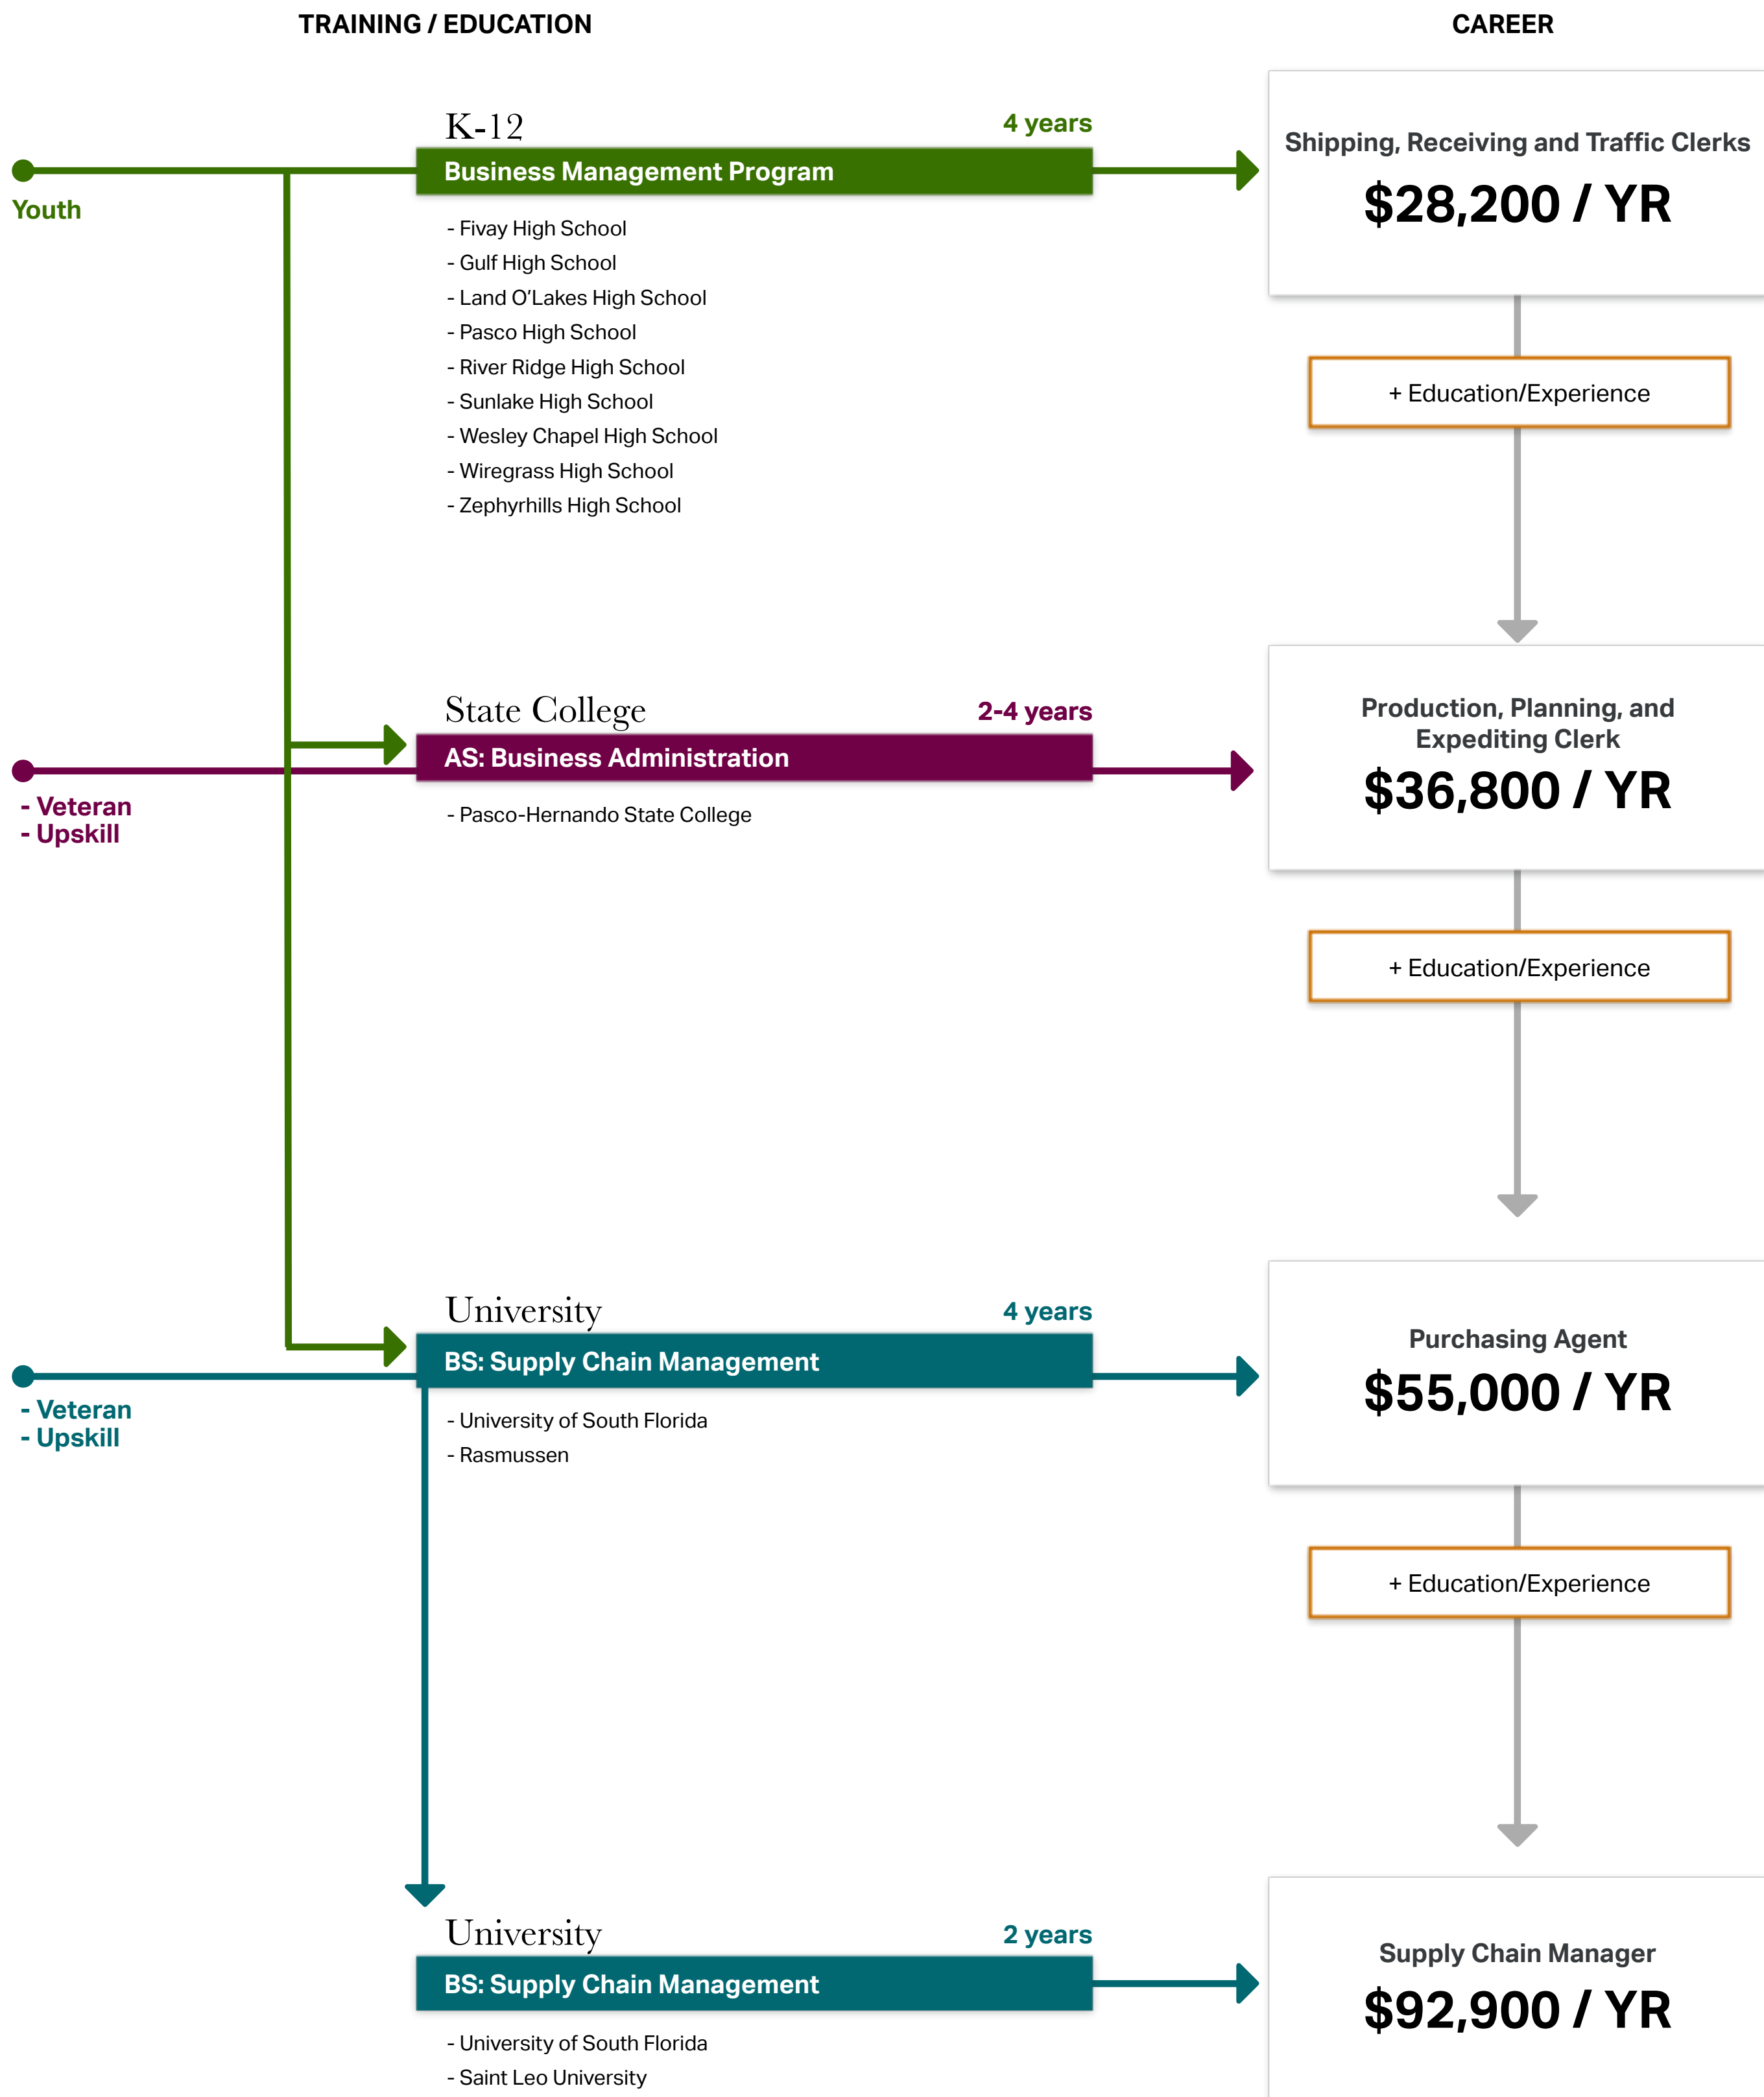 TRAINING / EDUCATION
CAREER
K-12
4 years
Business Management Program
Youth
- Fivay High School
- Gulf High School
- Land O'Lakes High School
- Pasco High School
- River Ridge High School
- Sunlake High School
- Wesley Chapel High School
- Wiregrass High School
- Zephyrhills High School
Shipping, Receiving and Traffic Clerks
$28,200 / YR
+ Education/Experience
State College
2-4 years
AS: Business Administration
- Veteran
- Upskill
- Pasco-Hernando State College
Production, Planning, and
Expediting Clerk
$36,800 / YR
+ Education/Experience
University
4 years
BS: Supply Chain Management
- Veteran
- Upskill
- University of South Florida
- Rasmussen
Purchasing Agent
$55,000 / YR
+ Education/Experience
University
2 years
BS: Supply Chain Management
- University of South Florida
- Saint Leo University
Supply Chain Manager
$92,900 / YR